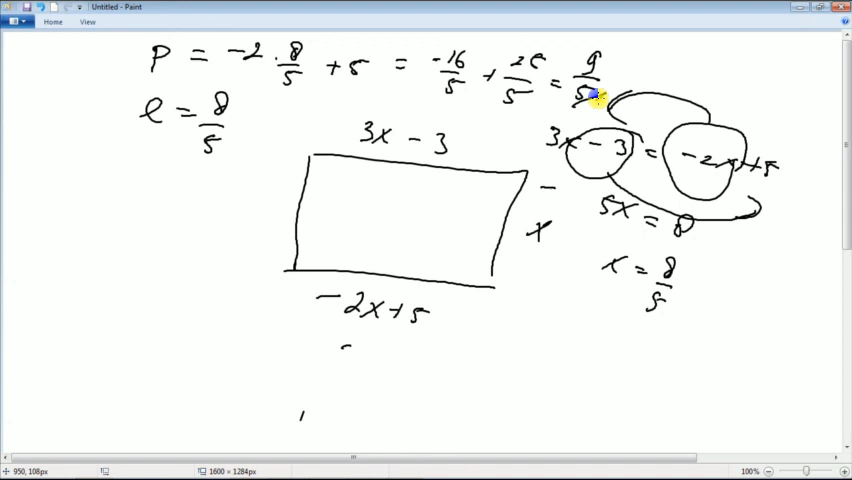 Untitled - Paint
Home View
P = -2 . 8/5 + 5 = -16/5 + 25/5 = 9/5
l = 8/5
3x - 3
3x - 3 = -2x + 5
x
5x = 8
x = 8/5
-2x + 5
950, 108px
1600 × 1284px
100%